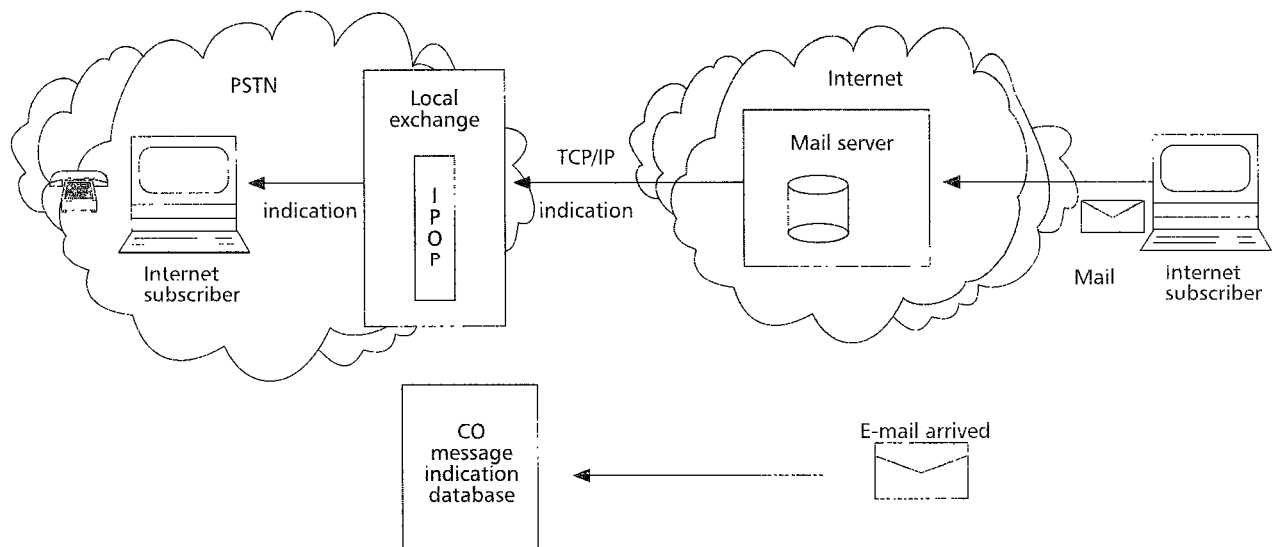 PSTN
Local
exchange
I
P
O
P
indication
Internet
subscriber
TCP/IP
indication
Internet
Mail server
Mail
Internet
subscriber
CO
message
indication
database
E-mail arrived